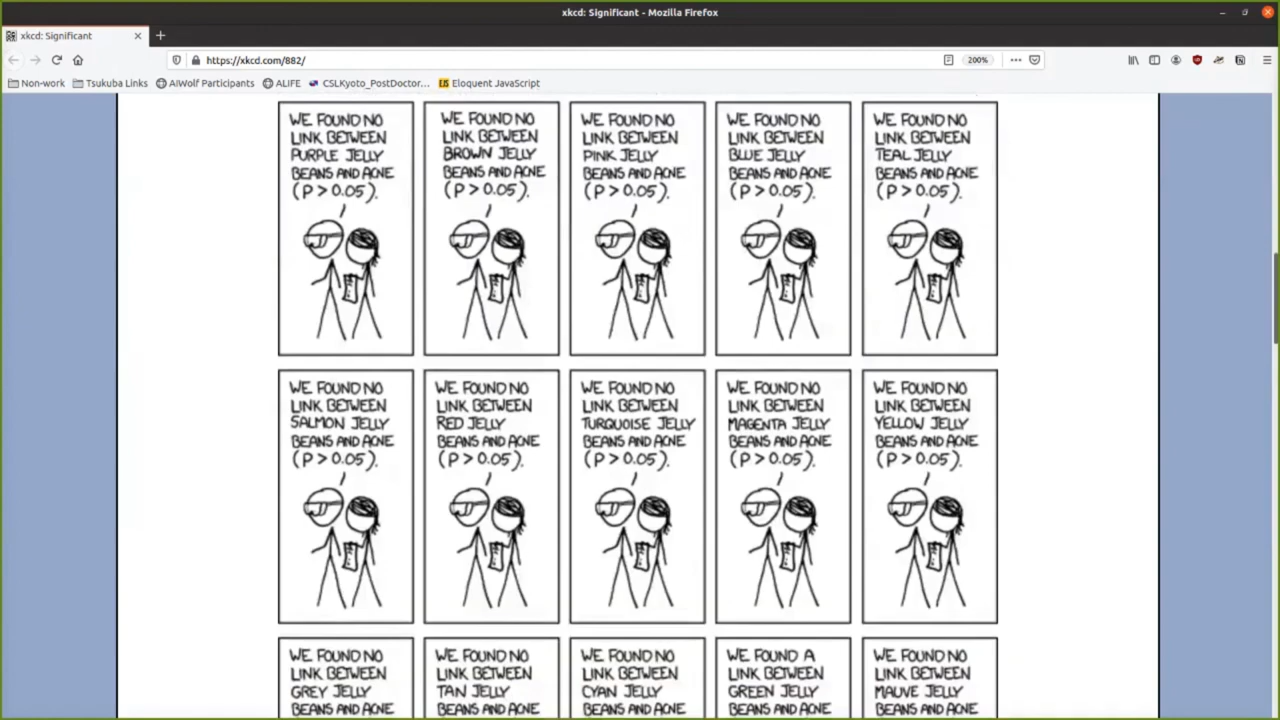 xkcd: Significant - Mozilla Firefox
xkcd: Significant
https://xkcd.com/882/
200%
Non-work
Tsukuba Links
AIWolf Participants
ALIFE
CSLKyoto_PostDoctor...
Eloquent JavaScript
WE FOUND NO
LINK BETWEEN
PURPLE JELLY
BEANS AND ACNE
(P > 0.05).
WE FOUND NO
LINK BETWEEN
BROWN JELLY
BEANS AND ACNE
(P > 0.05).
WE FOUND NO
LINK BETWEEN
PINK JELLY
BEANS AND ACNE
(P > 0.05).
WE FOUND NO
LINK BETWEEN
BLUE JELLY
BEANS AND ACNE
(P > 0.05).
WE FOUND NO
LINK BETWEEN
TEAL JELLY
BEANS AND ACNE
(P > 0.05).
WE FOUND NO
LINK BETWEEN
SALMON JELLY
BEANS AND ACNE
(P > 0.05).
WE FOUND NO
LINK BETWEEN
RED JELLY
BEANS AND ACNE
(P > 0.05).
WE FOUND NO
LINK BETWEEN
TURQUOISE JELLY
BEANS AND ACNE
(P > 0.05).
WE FOUND NO
LINK BETWEEN
MAGENTA JELLY
BEANS AND ACNE
(P > 0.05).
WE FOUND NO
LINK BETWEEN
YELLOW JELLY
BEANS AND ACNE
(P > 0.05).
WE FOUND NO
LINK BETWEEN
GREY JELLY
BEANS AND ACNE
WE FOUND NO
LINK BETWEEN
TAN JELLY
BEANS AND ACNE
WE FOUND NO
LINK BETWEEN
CYAN JELLY
BEANS AND ACNE
WE FOUND A
LINK BETWEEN
GREEN JELLY
BEANS AND ACNE
WE FOUND NO
LINK BETWEEN
MAUVE JELLY
BEANS AND ACNE